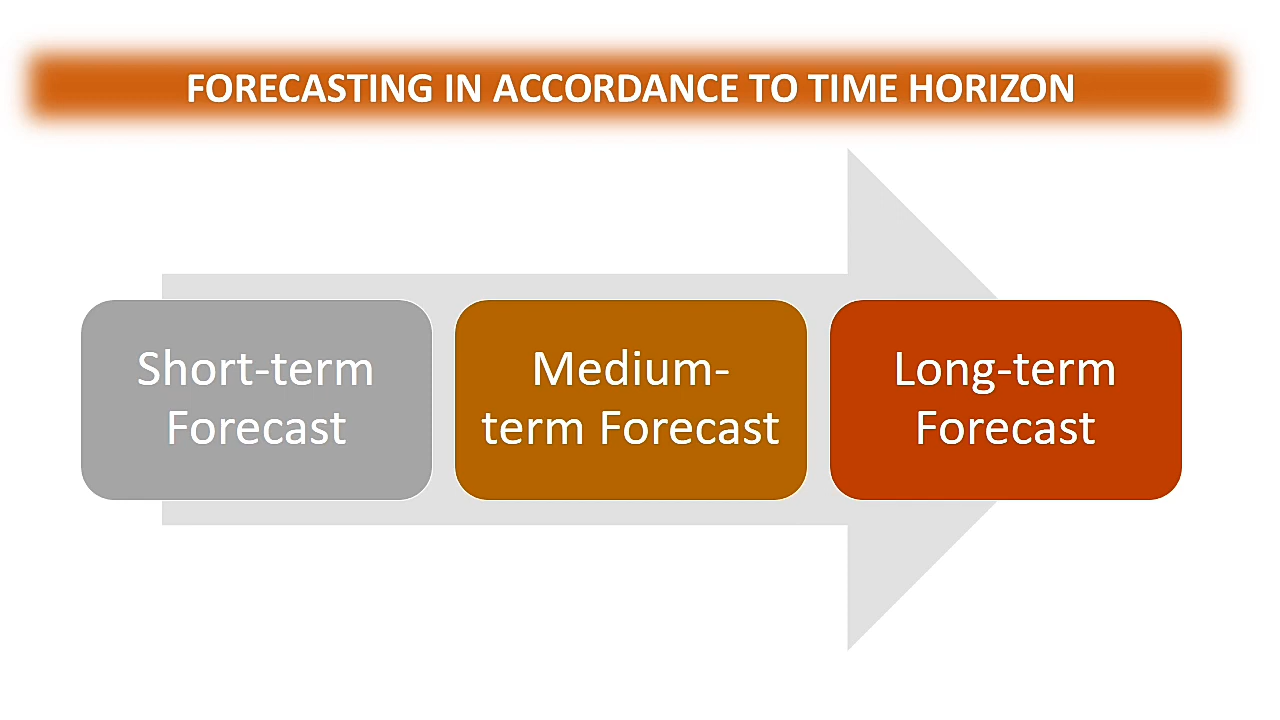 FORECASTING IN ACCORDANCE TO TIME HORIZON
Short-term
Forecast
Medium-
term Forecast
Long-term
Forecast